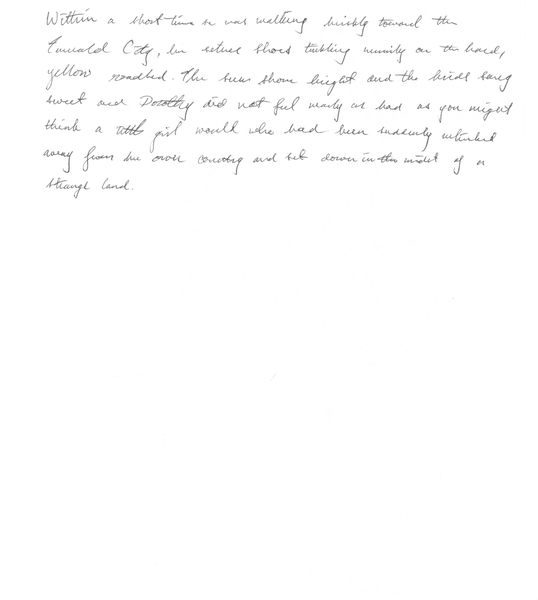 Within a short time she was walking briskly toward the
Emerald City, her silver shoes tinkling merrily on the hard,
yellow roadbed. The sun shone bright and the birds sang
sweet and Dorothy did not feel nearly as bad as you might
think a little girl would who had been suddenly whisked
away from her own country and set down in the midst of a
strange land.